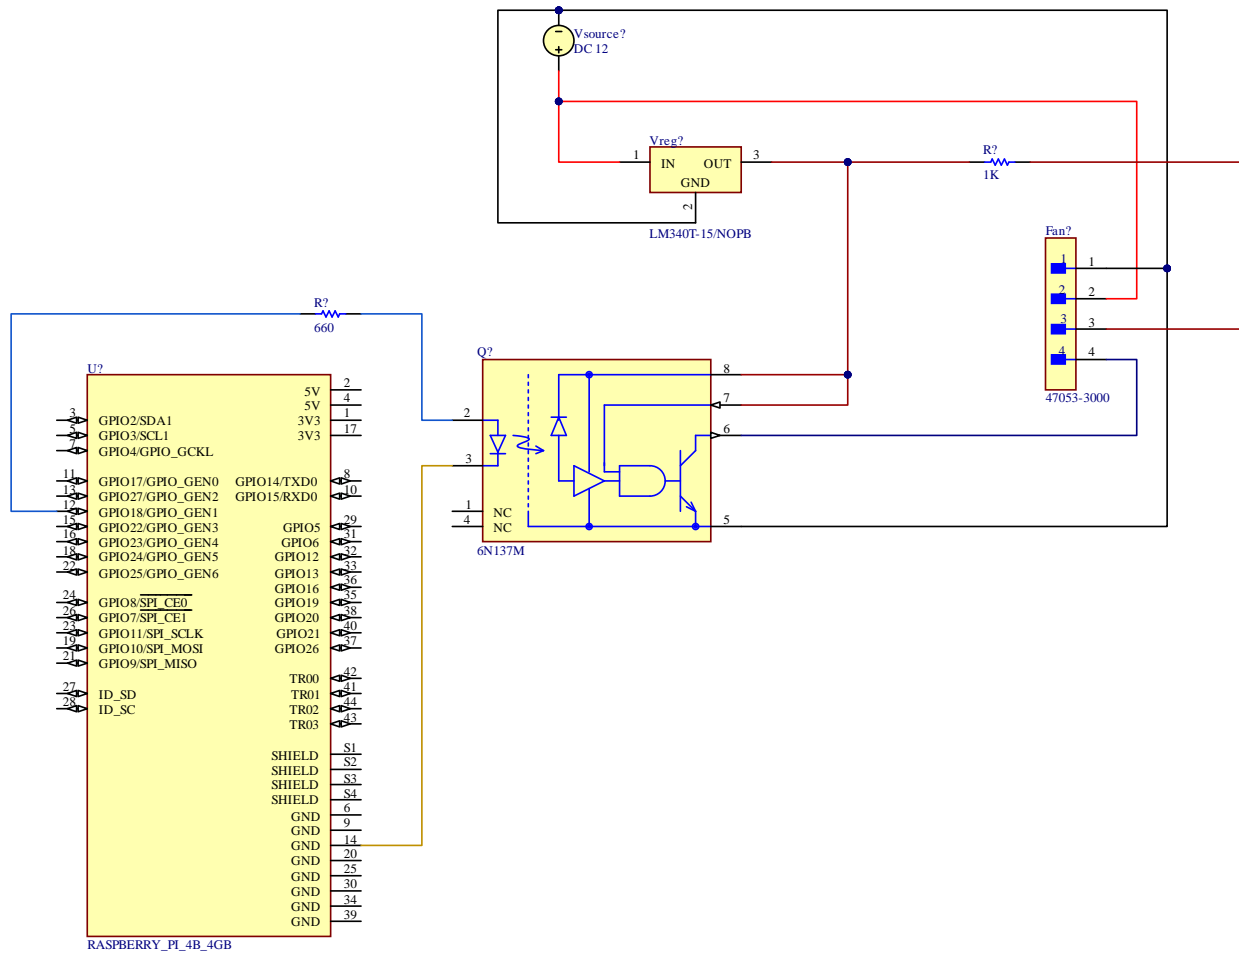 Vsource?
DC 12
Vreg?
1
IN
OUT
3
GND
2
LM340T-15/NOPB
R?
1K
Fan?
1
1
2
2
3
3
4
4
47053-3000
R?
660
Q?
8
7
2
6
3
1
NC
4
NC
5
6N137M
U?
5V
2
5V
4
3
GPIO2/SDA1
3V3
1
5
GPIO3/SCL1
3V3
17
7
GPIO4/GPIO_GCKL
11
GPIO17/GPIO_GEN0
GPIO14/TXD0
8
13
GPIO27/GPIO_GEN2
GPIO15/RXD0
10
12
GPIO18/GPIO_GEN1
15
GPIO22/GPIO_GEN3
GPIO5
29
16
GPIO23/GPIO_GEN4
GPIO6
31
18
GPIO24/GPIO_GEN5
GPIO12
32
22
GPIO25/GPIO_GEN6
GPIO13
33
GPIO16
36
24
GPIO8/SPI_CE0
GPIO19
35
26
GPIO7/SPI_CE1
GPIO20
38
23
GPIO11/SPI_SCLK
GPIO21
40
19
GPIO10/SPI_MOSI
GPIO26
37
21
GPIO9/SPI_MISO
TR00
42
27
ID_SD
TR01
41
28
ID_SC
TR02
44
TR03
43
SHIELD
S1
SHIELD
S2
SHIELD
S3
SHIELD
S4
GND
6
GND
9
GND
14
GND
20
GND
25
GND
30
GND
34
GND
39
RASPBERRY_PI_4B_4GB